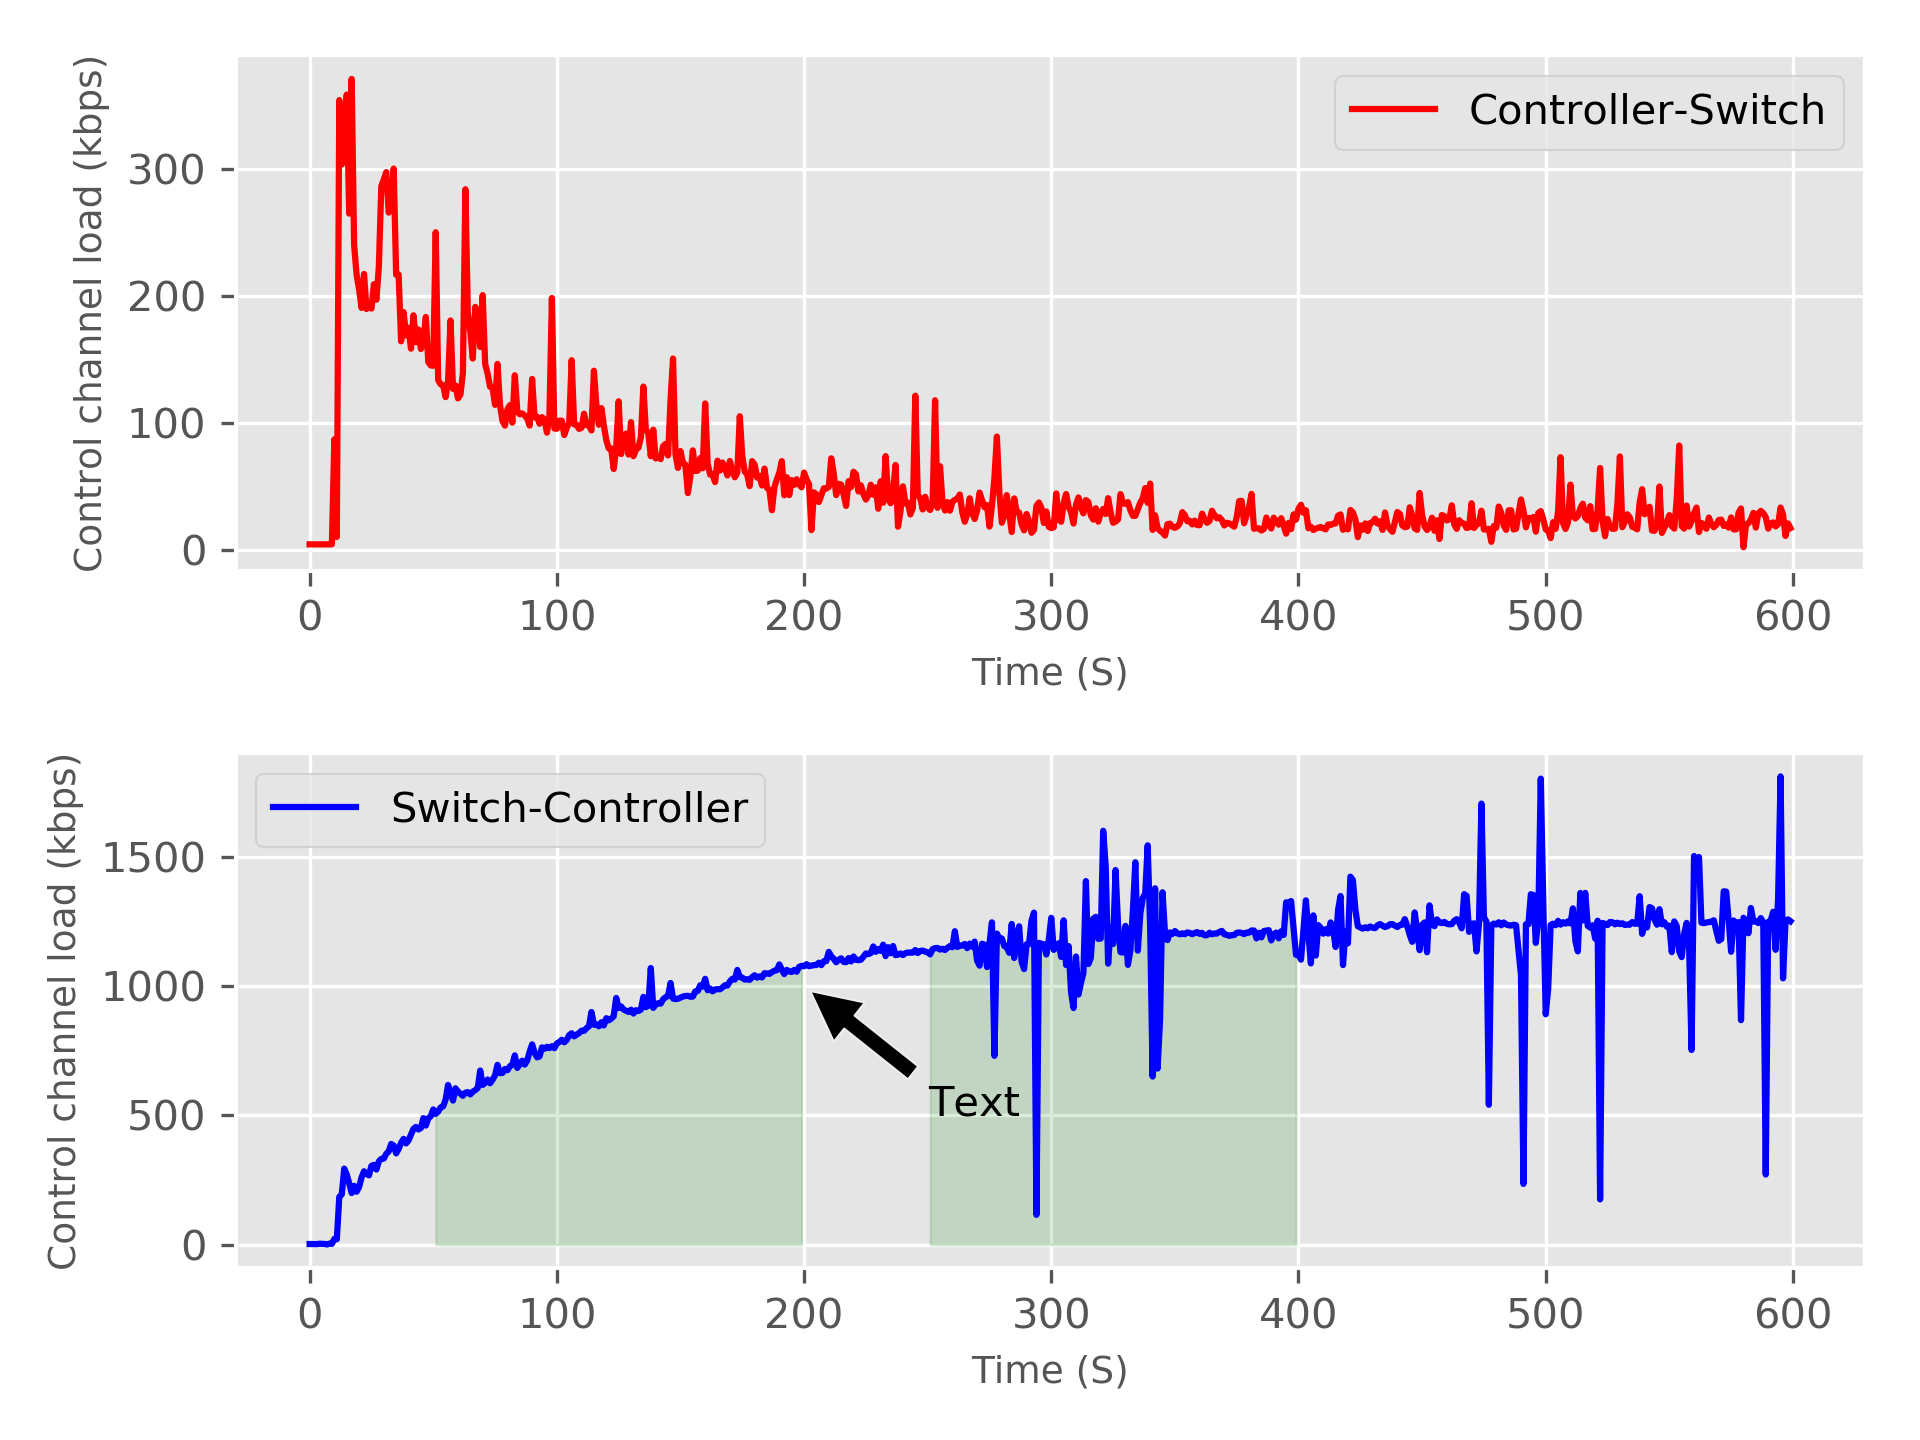 Control channel load (kbps)
300
200
100
0
Controller-Switch
0 100 200 300 400 500 600
Time (S)
Control channel load (kbps)
1500
1000
500
0
Switch-Controller
Text
0 100 200 300 400 500 600
Time (S)